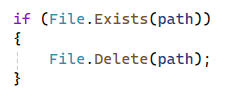 if (File.Exists(path))
{
    File.Delete(path);
}